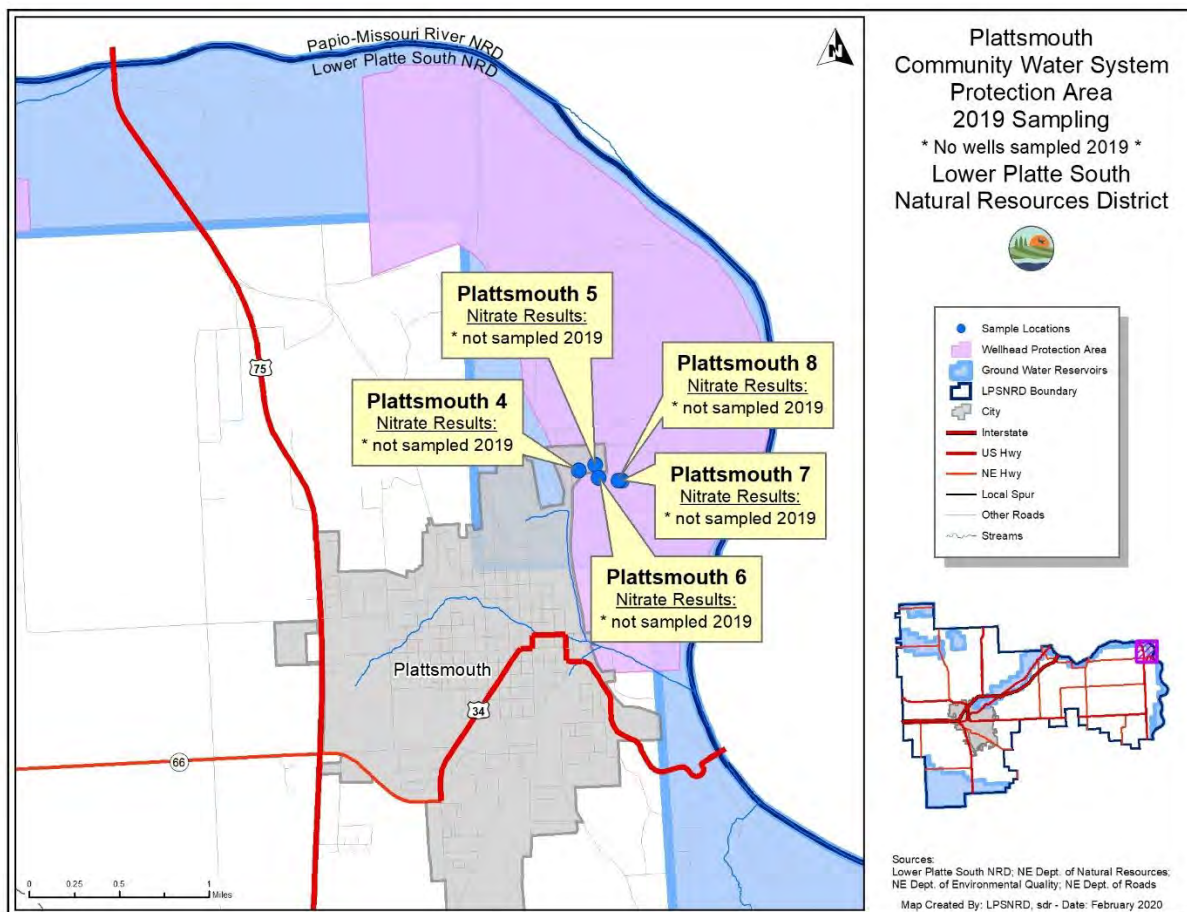 Papio-Missouri River NRD
Lower Platte South NRD
N
Plattsmouth
Community Water System
Protection Area
2019 Sampling
* No wells sampled 2019 *
Lower Platte South
Natural Resources District
Plattsmouth 5
Nitrate Results:
* not sampled 2019
Plattsmouth 8
Nitrate Results:
* not sampled 2019
Plattsmouth 4
Nitrate Results:
* not sampled 2019
Plattsmouth 7
Nitrate Results:
* not sampled 2019
Plattsmouth 6
Nitrate Results:
* not sampled 2019
75
Plattsmouth
34
66
0 0.25 0.5 1
Miles
Sample Locations
Wellhead Protection Area
Ground Water Reservoirs
LPSNRD Boundary
City
Interstate
US Hwy
NE Hwy
Local Spur
Other Roads
Streams
Sources:
Lower Platte South NRD; NE Dept. of Natural Resources;
NE Dept. of Environmental Quality; NE Dept. of Roads
Map Created By: LPSNRD, sdr - Date: February 2020